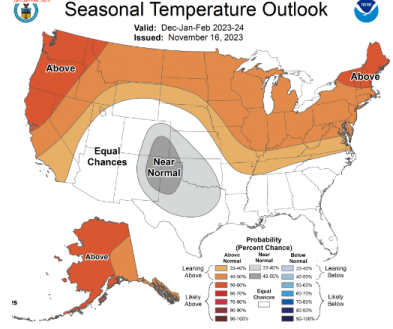 Seasonal Temperature Outlook
Valid: Dec-Jan-Feb 2023-24
Issued: November 16, 2023
Above
Above
Equal
Chances
Near
Normal
Above
Probability
(Percent Chance)
Above
Normal
Near
Normal
Below
Normal
Leaning
Above
33-40%
40-50%
33-40%
40-50%
33-40%
40-50%
Leaning
Below
Likely
Above
50-60%
60-70%
70-80%
80-90%
90-100%
Equal
Chances
50-60%
60-70%
70-80%
80-90%
90-100%
Likely
Below